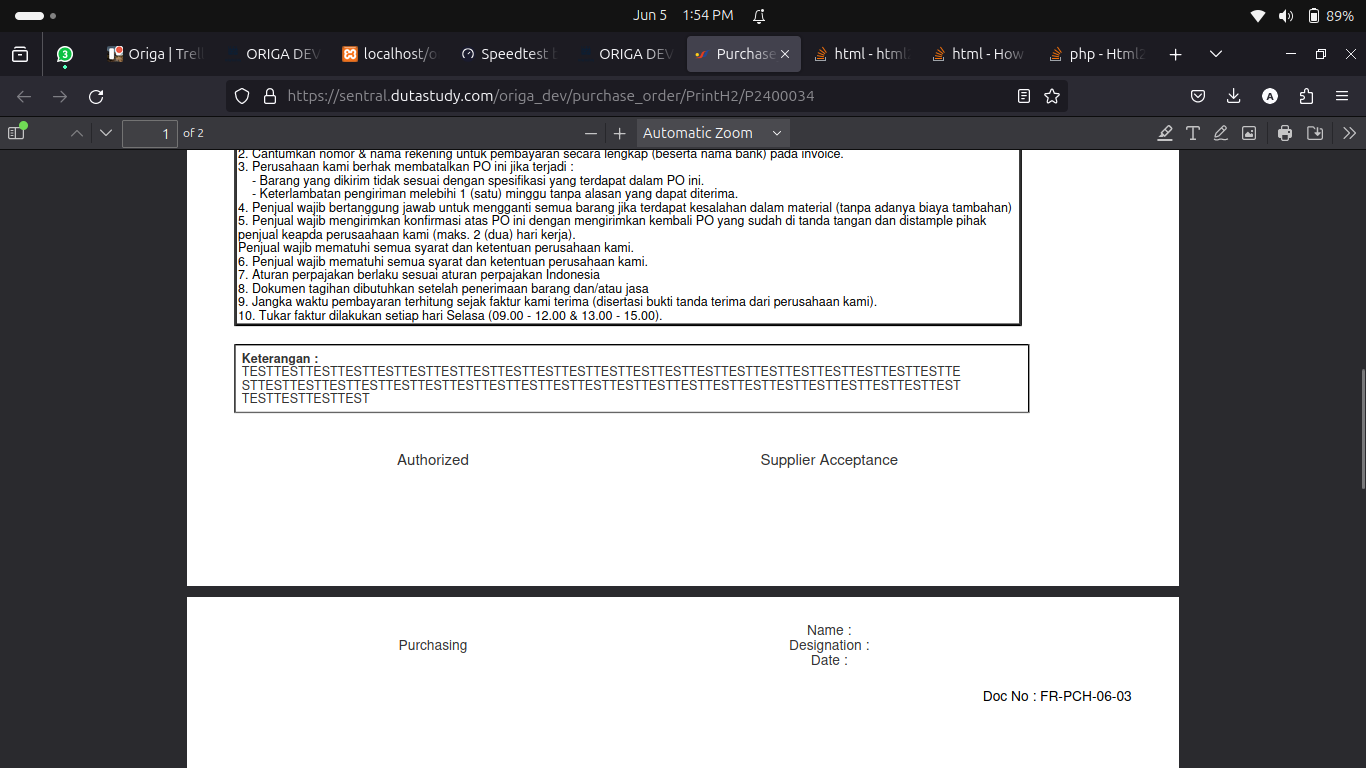 Jun 5 1:54 PM
89%
3
Origa | Trell
ORIGA DEV
localhost/o
Speedtest b
ORIGA DEV
Purchase
html - html
html - How
php - Html2
https://sentral.dutastudy.com/origa_dev/purchase_order/PrintH2/P2400034
A
1 of 2
Automatic Zoom
2. Cantumkan nomor & nama rekening untuk pembayaran secara lengkap (beserta nama bank) pada invoice.
3. Perusahaan kami berhak membatalkan PO ini jika terjadi :
- Barang yang dikirim tidak sesuai dengan spesifikasi yang terdapat dalam PO ini.
- Keterlambatan pengiriman melebihi 1 (satu) minggu tanpa alasan yang dapat diterima.
4. Penjual wajib bertanggung jawab untuk mengganti semua barang jika terdapat kesalahan dalam material (tanpa adanya biaya tambahan)
5. Penjual wajib mengirimkan konfirmasi atas PO ini dengan mengirimkan kembali PO yang sudah di tanda tangan dan distample pihak
penjual keapda perusaahaan kami (maks. 2 (dua) hari kerja).
Penjual wajib mematuhi semua syarat dan ketentuan perusahaan kami.
6. Penjual wajib mematuhi semua syarat dan ketentuan perusahaan kami.
7. Aturan perpajakan berlaku sesuai aturan perpajakan Indonesia
8. Dokumen tagihan dibutuhkan setelah penerimaan barang dan/atau jasa
9. Jangka waktu pembayaran terhitung sejak faktur kami terima (disertasi bukti tanda terima dari perusahaan kami).
10. Tukar faktur dilakukan setiap hari Selasa (09.00 - 12.00 & 13.00 - 15.00).
Keterangan :
TESTTESTTESTTESTTESTTESTTESTTESTTESTTESTTESTTESTTESTTESTTESTTESTTESTTESTTESTTESTTE
STTESTTESTTESTTESTTESTTESTTESTTESTTESTTESTTESTTESTTESTTESTTESTTESTTESTTESTTESTTEST
TESTTESTTESTTEST
Authorized
Supplier Acceptance
Purchasing
Name :
Designation :
Date :
Doc No : FR-PCH-06-03